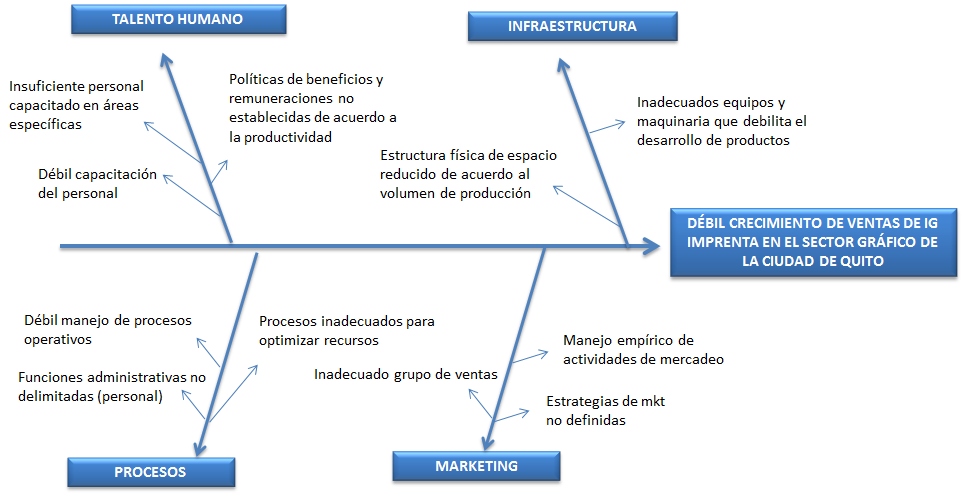 TALENTO HUMANO
INFRAESTRUCTURA
Insuficiente personal
capacitado en áreas
específicas
Políticas de beneficios y
remuneraciones no
establecidas de acuerdo a
la productividad
Débil capacitación
del personal
Inadecuados equipos y
maquinaria que debilita el
desarrollo de productos
Estructura física de espacio
reducido de acuerdo al
volumen de producción
DÉBIL CRECIMIENTO DE VENTAS DE IG
IMPRENTA EN EL SECTOR GRÁFICO DE
LA CIUDAD DE QUITO
Débil manejo de procesos
operativos
Procesos inadecuados para
optimizar recursos
Funciones administrativas no
delimitadas (personal)
Manejo empírico de
actividades de mercadeo
Inadecuado grupo de ventas
Estrategias de mkt
no definidas
PROCESOS
MARKETING